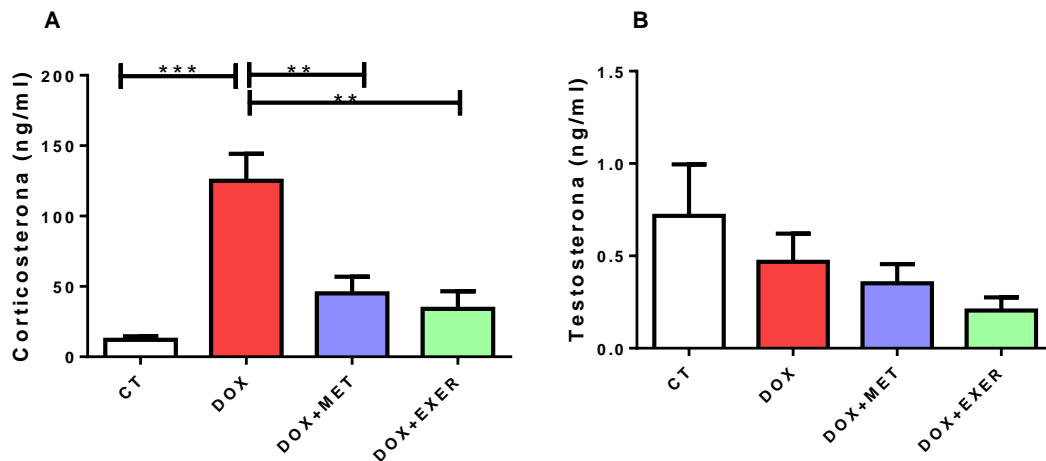 A
Corticosterona (ng/ml)
200
150
100
50
0
***
**
**
CT
DOX
DOX+MET
DOX+EXER
B
Testosterona (ng/ml)
1.5
1.0
0.5
0.0
CT
DOX
DOX+MET
DOX+EXER